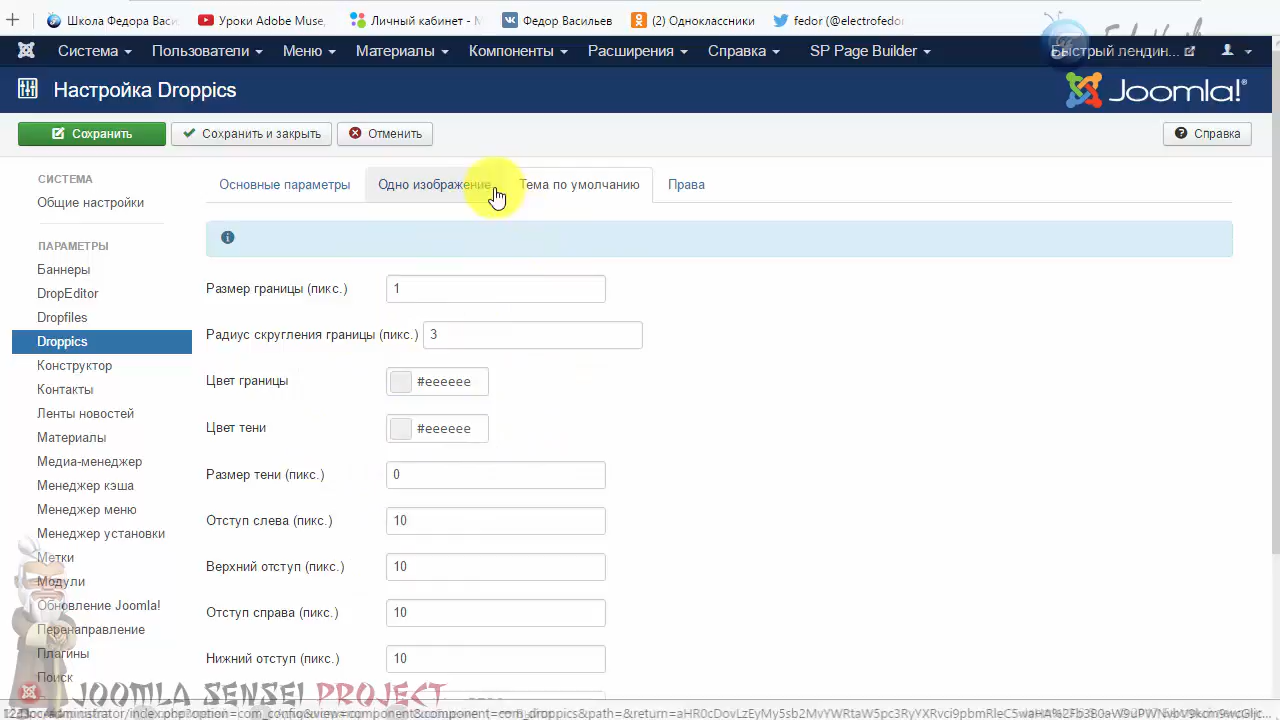 Школа Федора Васи
Уроки Adobe Muse,
Личный кабинет - M
Федор Васильев
(2) Одноклассники
fedor (@electrofedor
Система
Пользователи
Меню
Материалы
Компоненты
Расширения
Справка
SP Page Builder
Быстрый лендин...
Настройка Droppics
Joomla!®
Сохранить
Сохранить и закрыть
Отменить
Справка
СИСТЕМА
Общие настройки
ПАРАМЕТРЫ
Баннеры
DropEditor
Dropfiles
Droppics
Конструктор
Контакты
Ленты новостей
Материалы
Медиа-менеджер
Менеджер кэша
Менеджер меню
Менеджер установки
Метки
Модули
Обновление Joomla!
Перенаправление
Плагины
Поиск
Основные параметры
Одно изображение
Тема по умолчанию
Права
Размер границы (пикс.) 1
Радиус скругления границы (пикс.) 3
Цвет границы #eeeeee
Цвет тени #eeeeee
Размер тени (пикс.) 0
Отступ слева (пикс.) 10
Верхний отступ (пикс.) 10
Отступ справа (пикс.) 10
Нижний отступ (пикс.) 10
JOOMLA SENSEI PROJECT